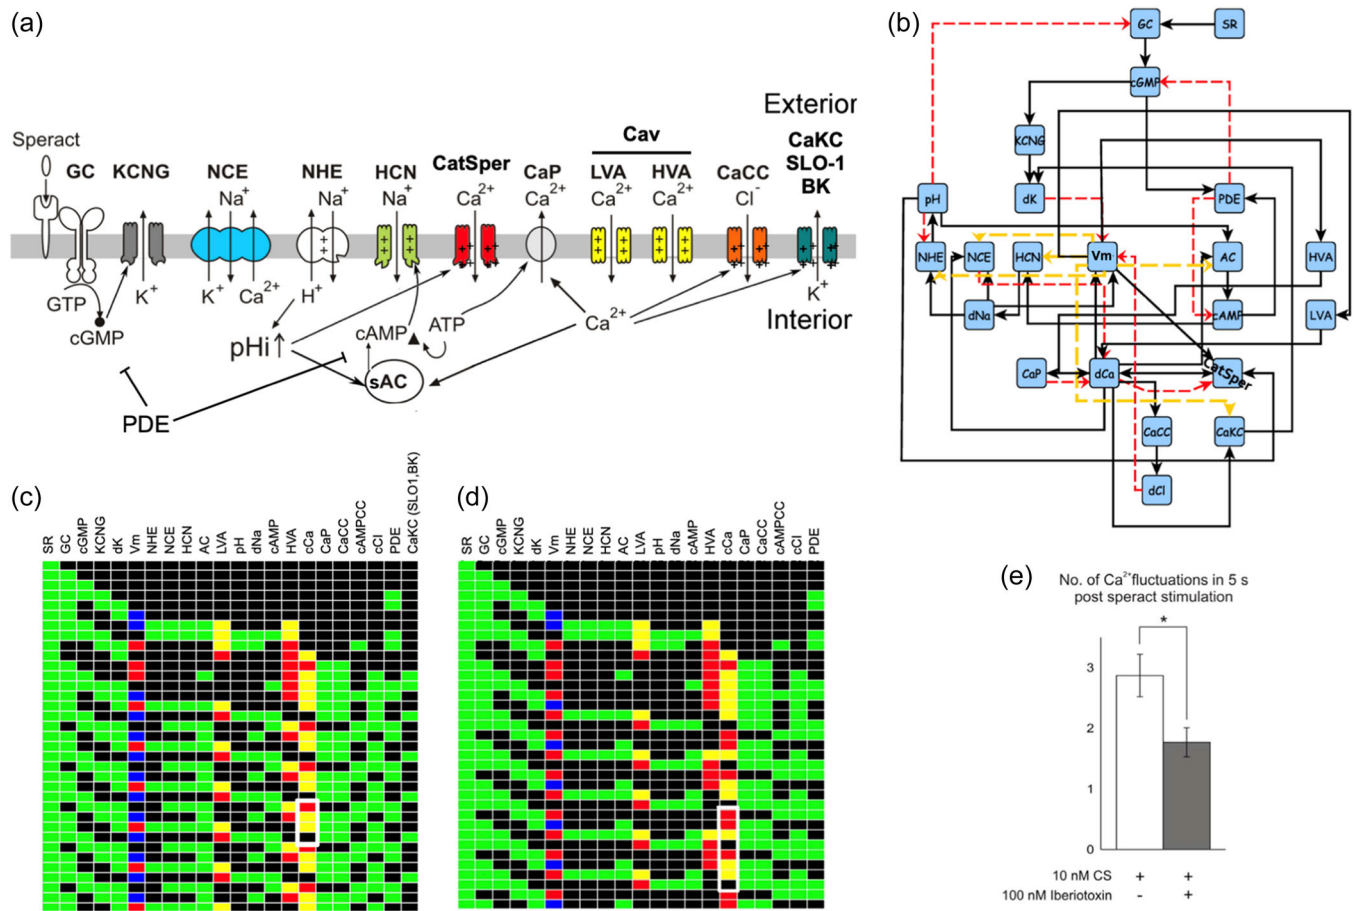 (a)
Exterior
Speract
GC KCNG NCE NHE HCN CatSper CaP Cav LVA HVA CaCC CaKC
SLO-1
BK
Na⁺ Na⁺ Na⁺ Ca²⁺ Ca²⁺ Ca²⁺ Ca²⁺ Cl⁻
GTP K⁺ K⁺ Ca²⁺ H⁺ K⁺
cGMP
pHi cAMP ATP Ca²⁺ Interior
sAC
PDE
(b)
GC SR
cGMP
KCNG
pH dK PDE
NHE NCE HCN Vm AC HVA
dNa cAMP LVA
CaP dCa CatSper
CaCC CaKC
dCl
(c)
SR GC cGMP KCNG dK Vm NHE NCE HCN AC LVA pH dNa cAMP HVA cCa CaP CaCC cAMPCC cCl PDE CaKC (SLO1,BK)
(d)
SR GC cGMP KCNG dK Vm NHE NCE HCN AC LVA pH dNa cAMP HVA cCa CaP CaCC cAMPCC cCl PDE
(e)
No. of Ca²⁺fluctuations in 5 s
post speract stimulation
*
3
2
1
0
10 nM CS + +
100 nM Iberiotoxin - +